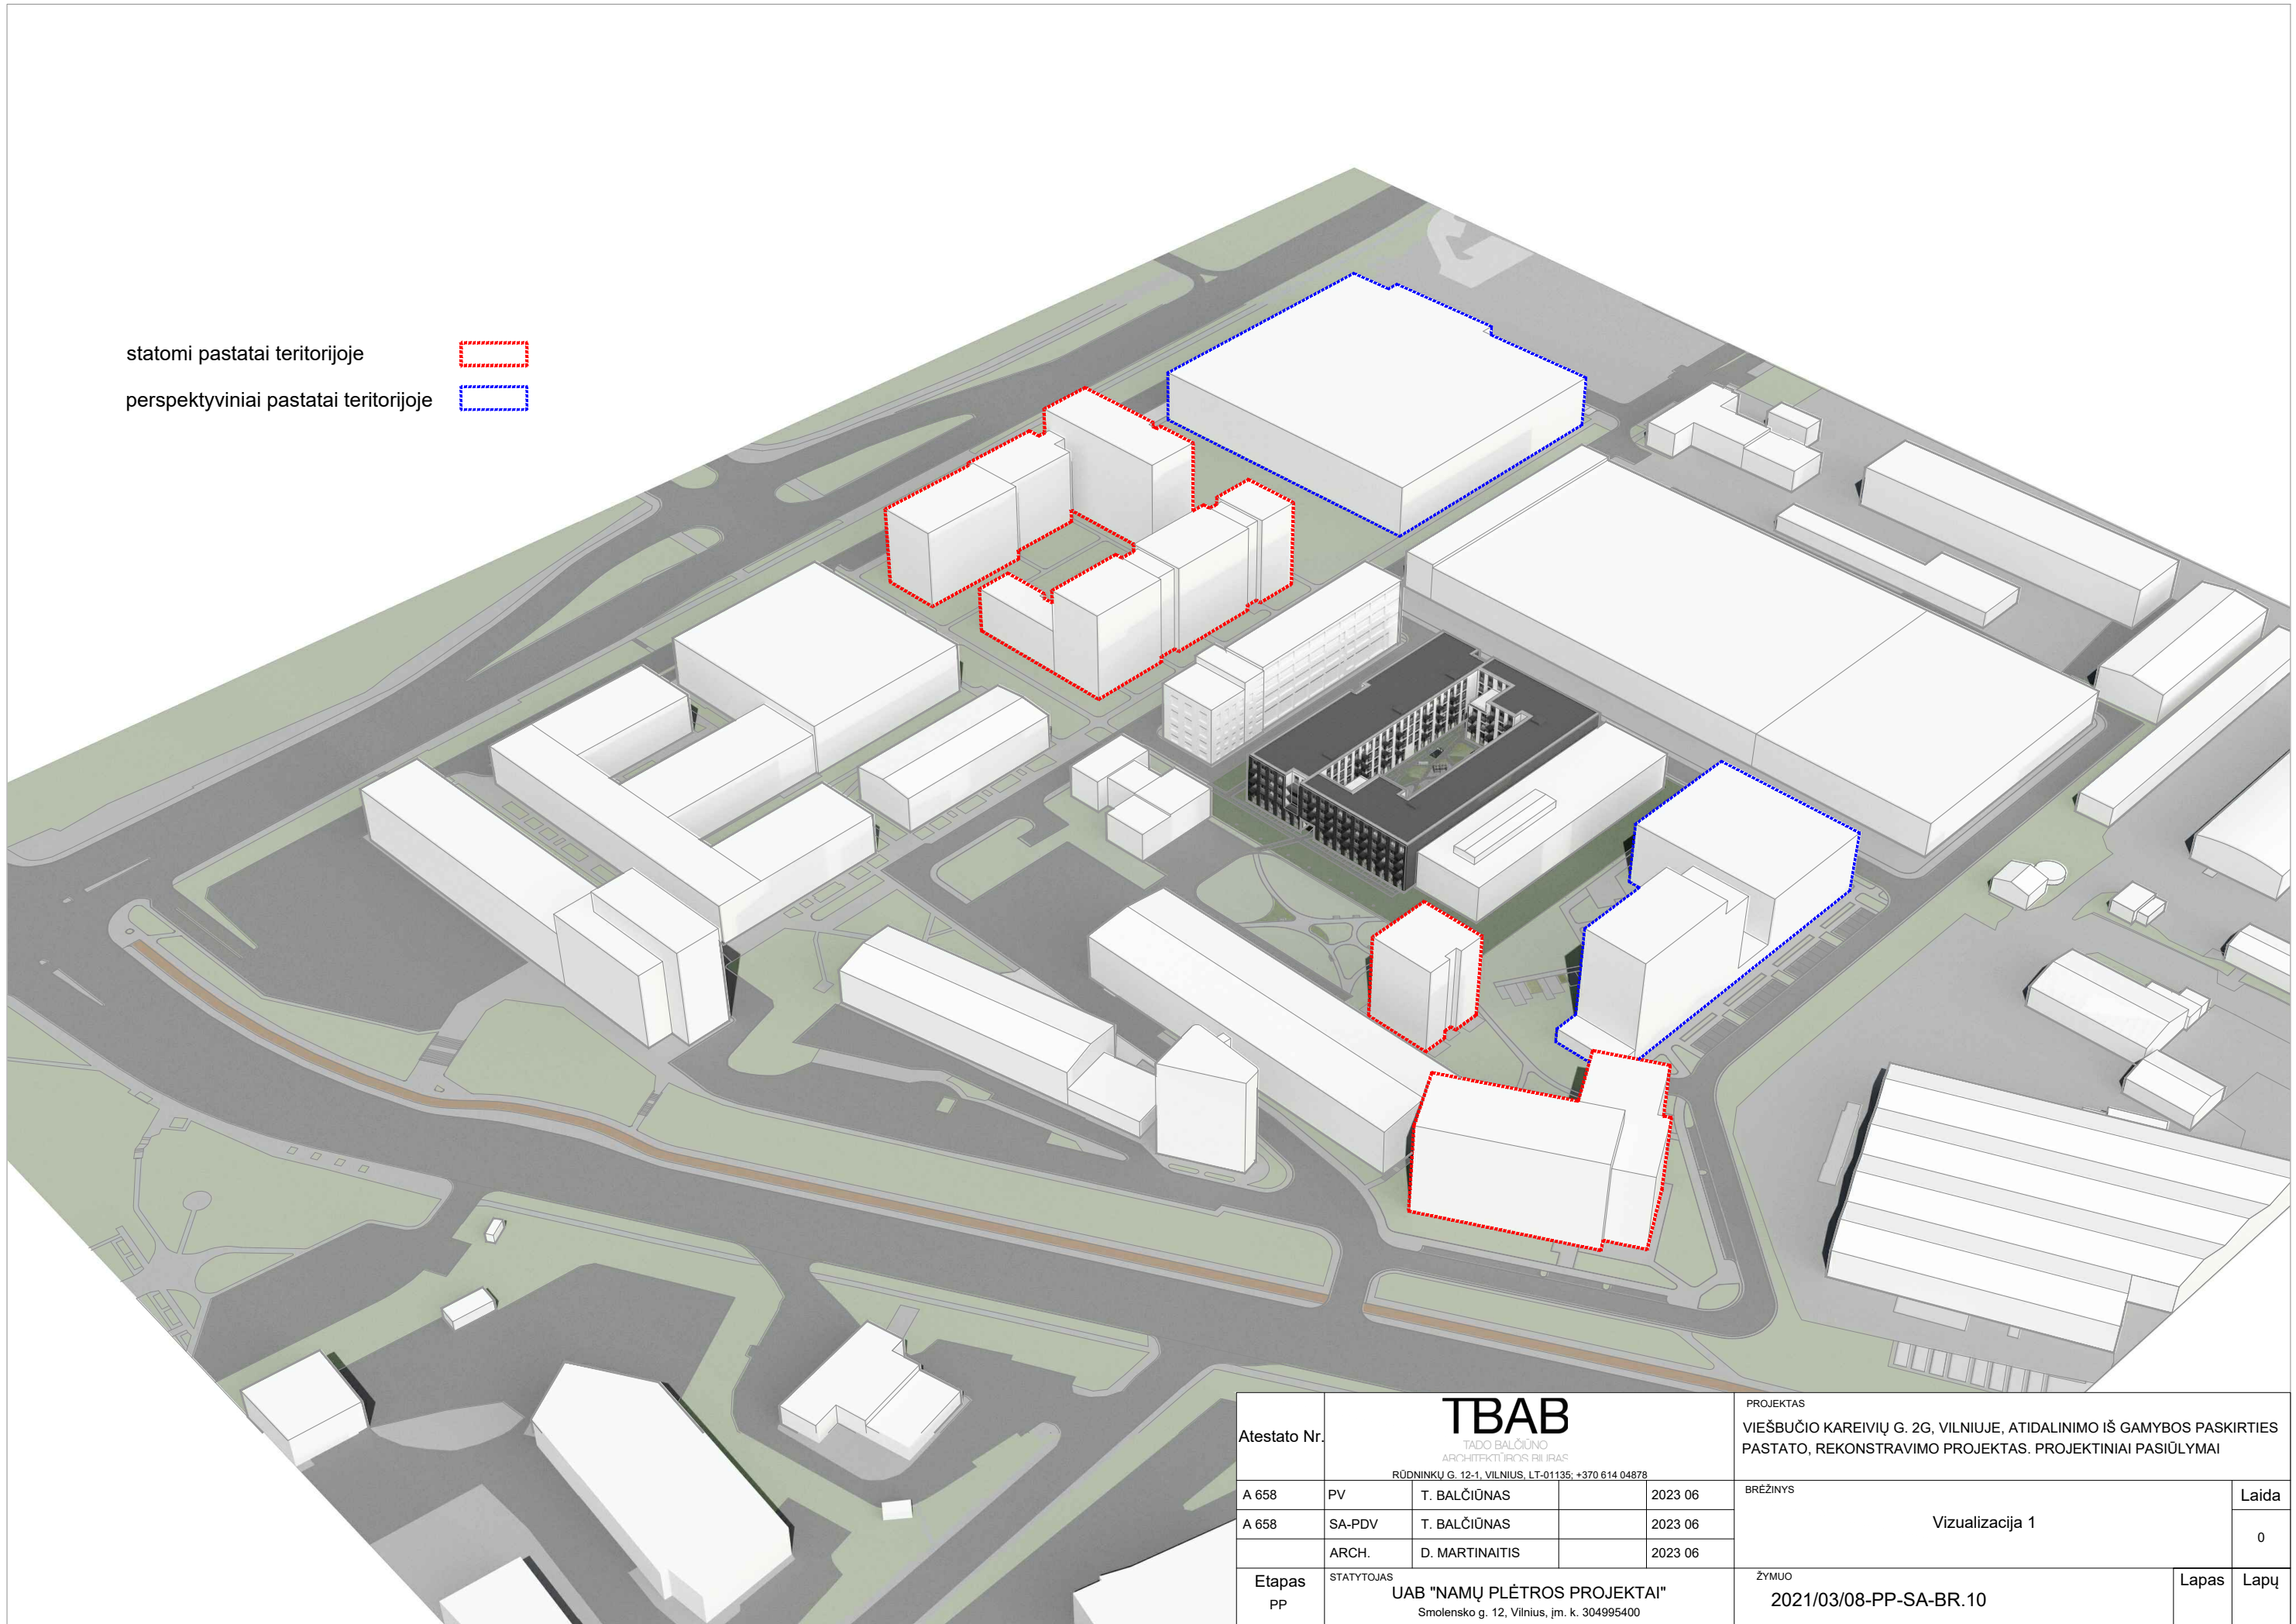 statomi pastatai teritorijoje
perspektyviniai pastatai teritorijoje
Atestato Nr.
TBAB
TADO BALČIŪNO
ARCHITEKTŪROS BIURAS
RŪDNINKŲ G. 12-1, VILNIUS, LT-01135; +370 614 04878
PROJEKTAS
VIEŠBUČIO KAREIVIŲ G. 2G, VILNIUJE, ATIDALINIMO IŠ GAMYBOS PASKIRTIES
PASTATO, REKONSTRAVIMO PROJEKTAS. PROJEKTINIAI PASIŪLYMAI
A 658 PV T. BALČIŪNAS 2023 06
A 658 SA-PDV T. BALČIŪNAS 2023 06
ARCH. D. MARTINAITIS 2023 06
BRĖŽINYS
Vizualizacija 1
Laida
0
Etapas
PP
STATYTOJAS
UAB "NAMŲ PLĖTROS PROJEKTAI"
Smolensko g. 12, Vilnius, įm. k. 304995400
ŽYMUO
2021/03/08-PP-SA-BR.10
Lapas
Lapų